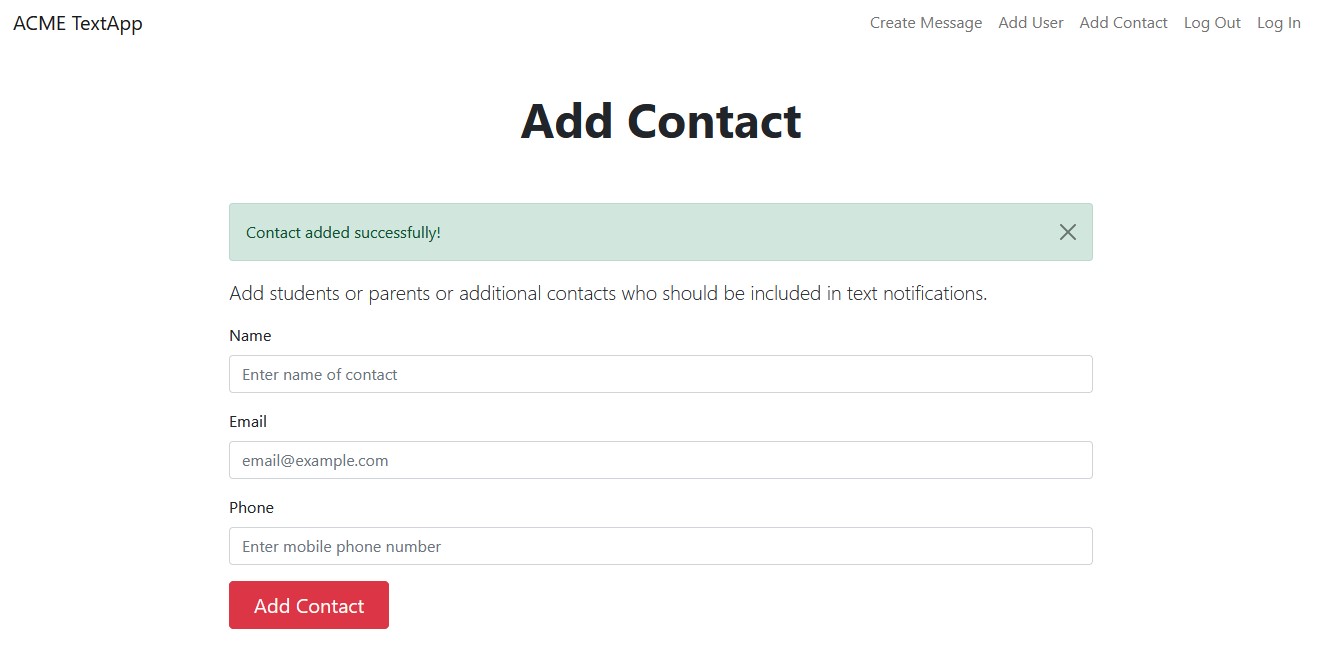 ACME TextApp
Create Message Add User Add Contact Log Out Log In
Add Contact
Contact added successfully!
Add students or parents or additional contacts who should be included in text notifications.
Name
Enter name of contact
Email
email@example.com
Phone
Enter mobile phone number
Add Contact